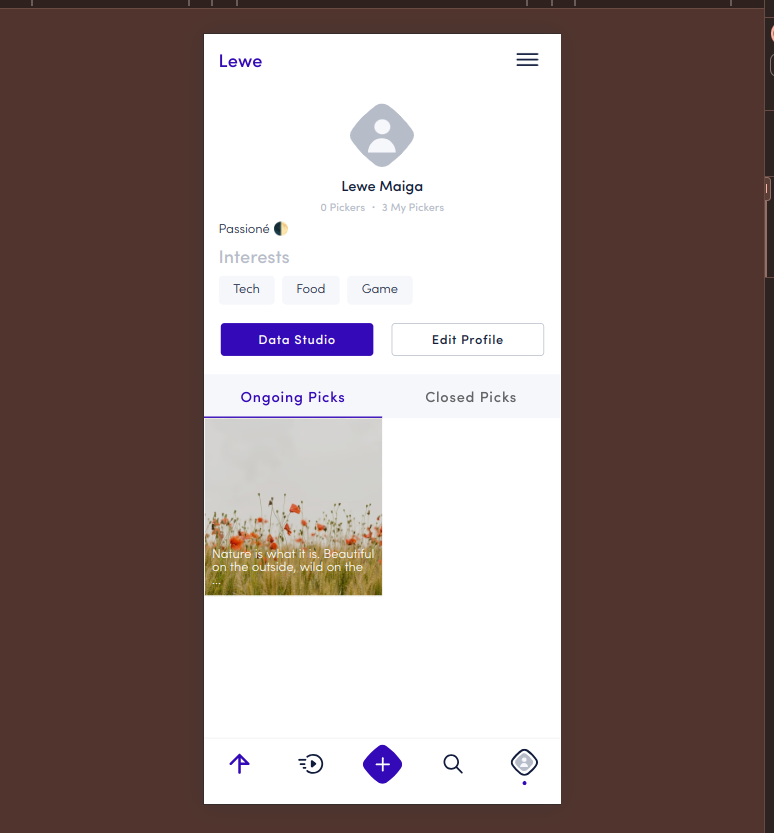 Lewe
Lewe Maiga
0 Pickers · 3 My Pickers
Passioné 🌓
Interests
Tech Food Game
Data Studio Edit Profile
Ongoing Picks Closed Picks
Nature is what it is. Beautiful
on the outside, wild on the
...